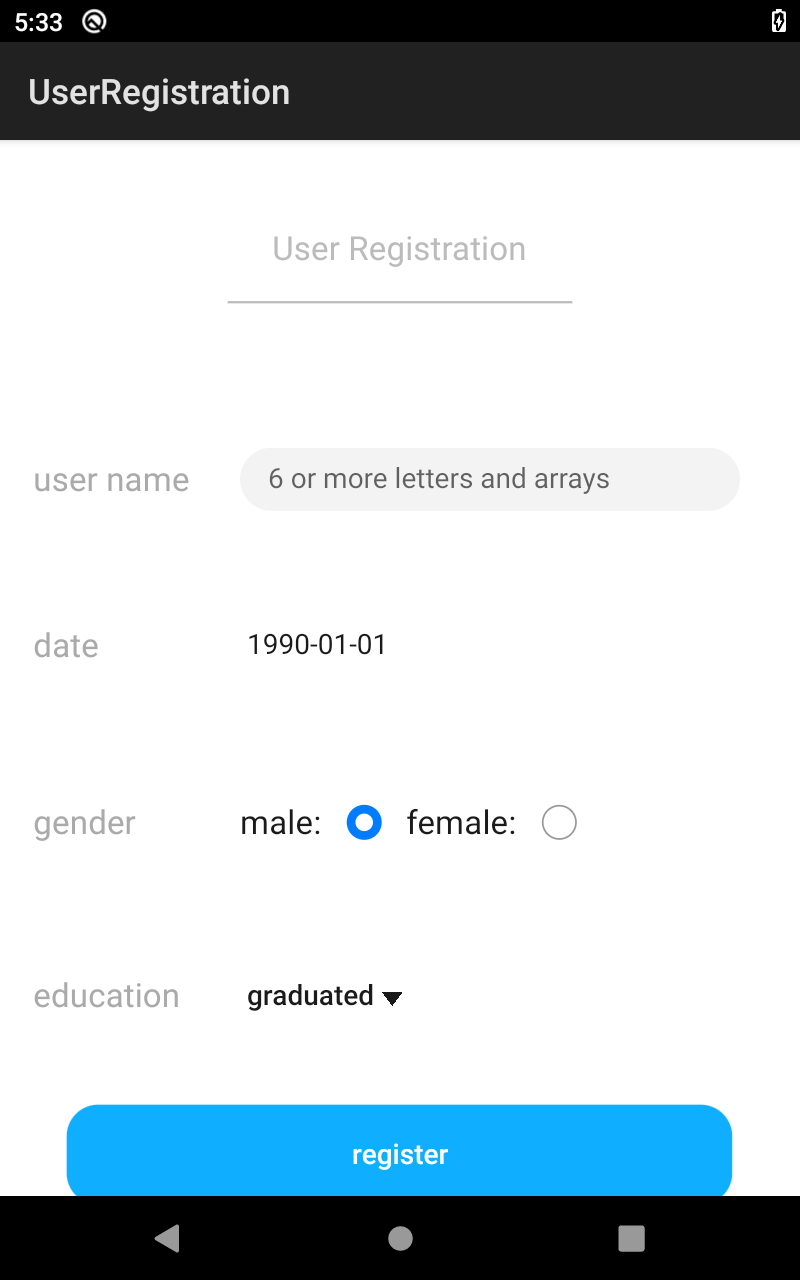 5:33
UserRegistration
User Registration
user name 6 or more letters and arrays
date 1990-01-01
gender male: female:
education graduated
register